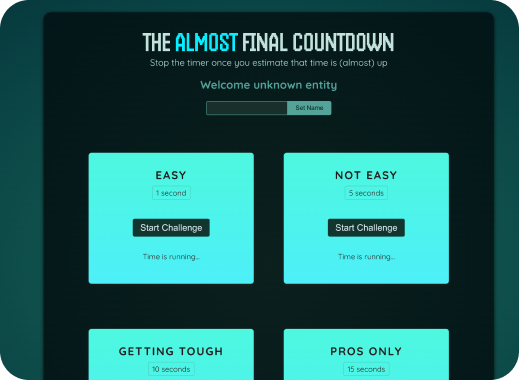 THE ALMOST FINAL COUNTDOWN
Stop the timer once you estimate that time is (almost) up
Welcome unknown entity
Set Name
EASY
1 second
Start Challenge
Time is running...
NOT EASY
5 seconds
Start Challenge
Time is running...
GETTING TOUGH
10 seconds
PROS ONLY
15 seconds